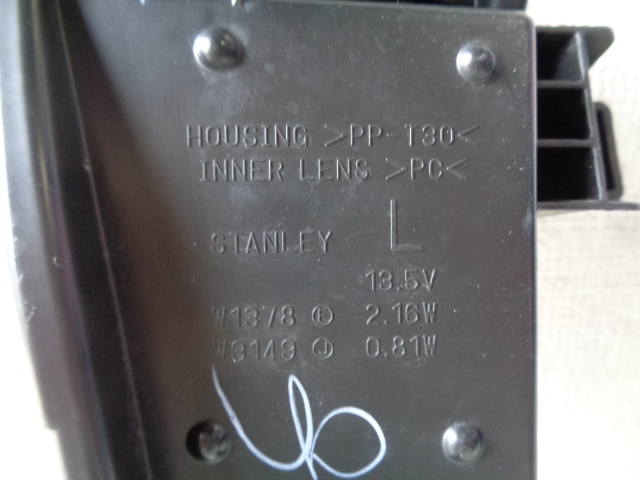 HOUSING >PP-T30<
INNER LENS >PC<
STANLEY L
13.5V
W1378 Ⓔ 2.16W
W3149 Ⓙ 0.81W